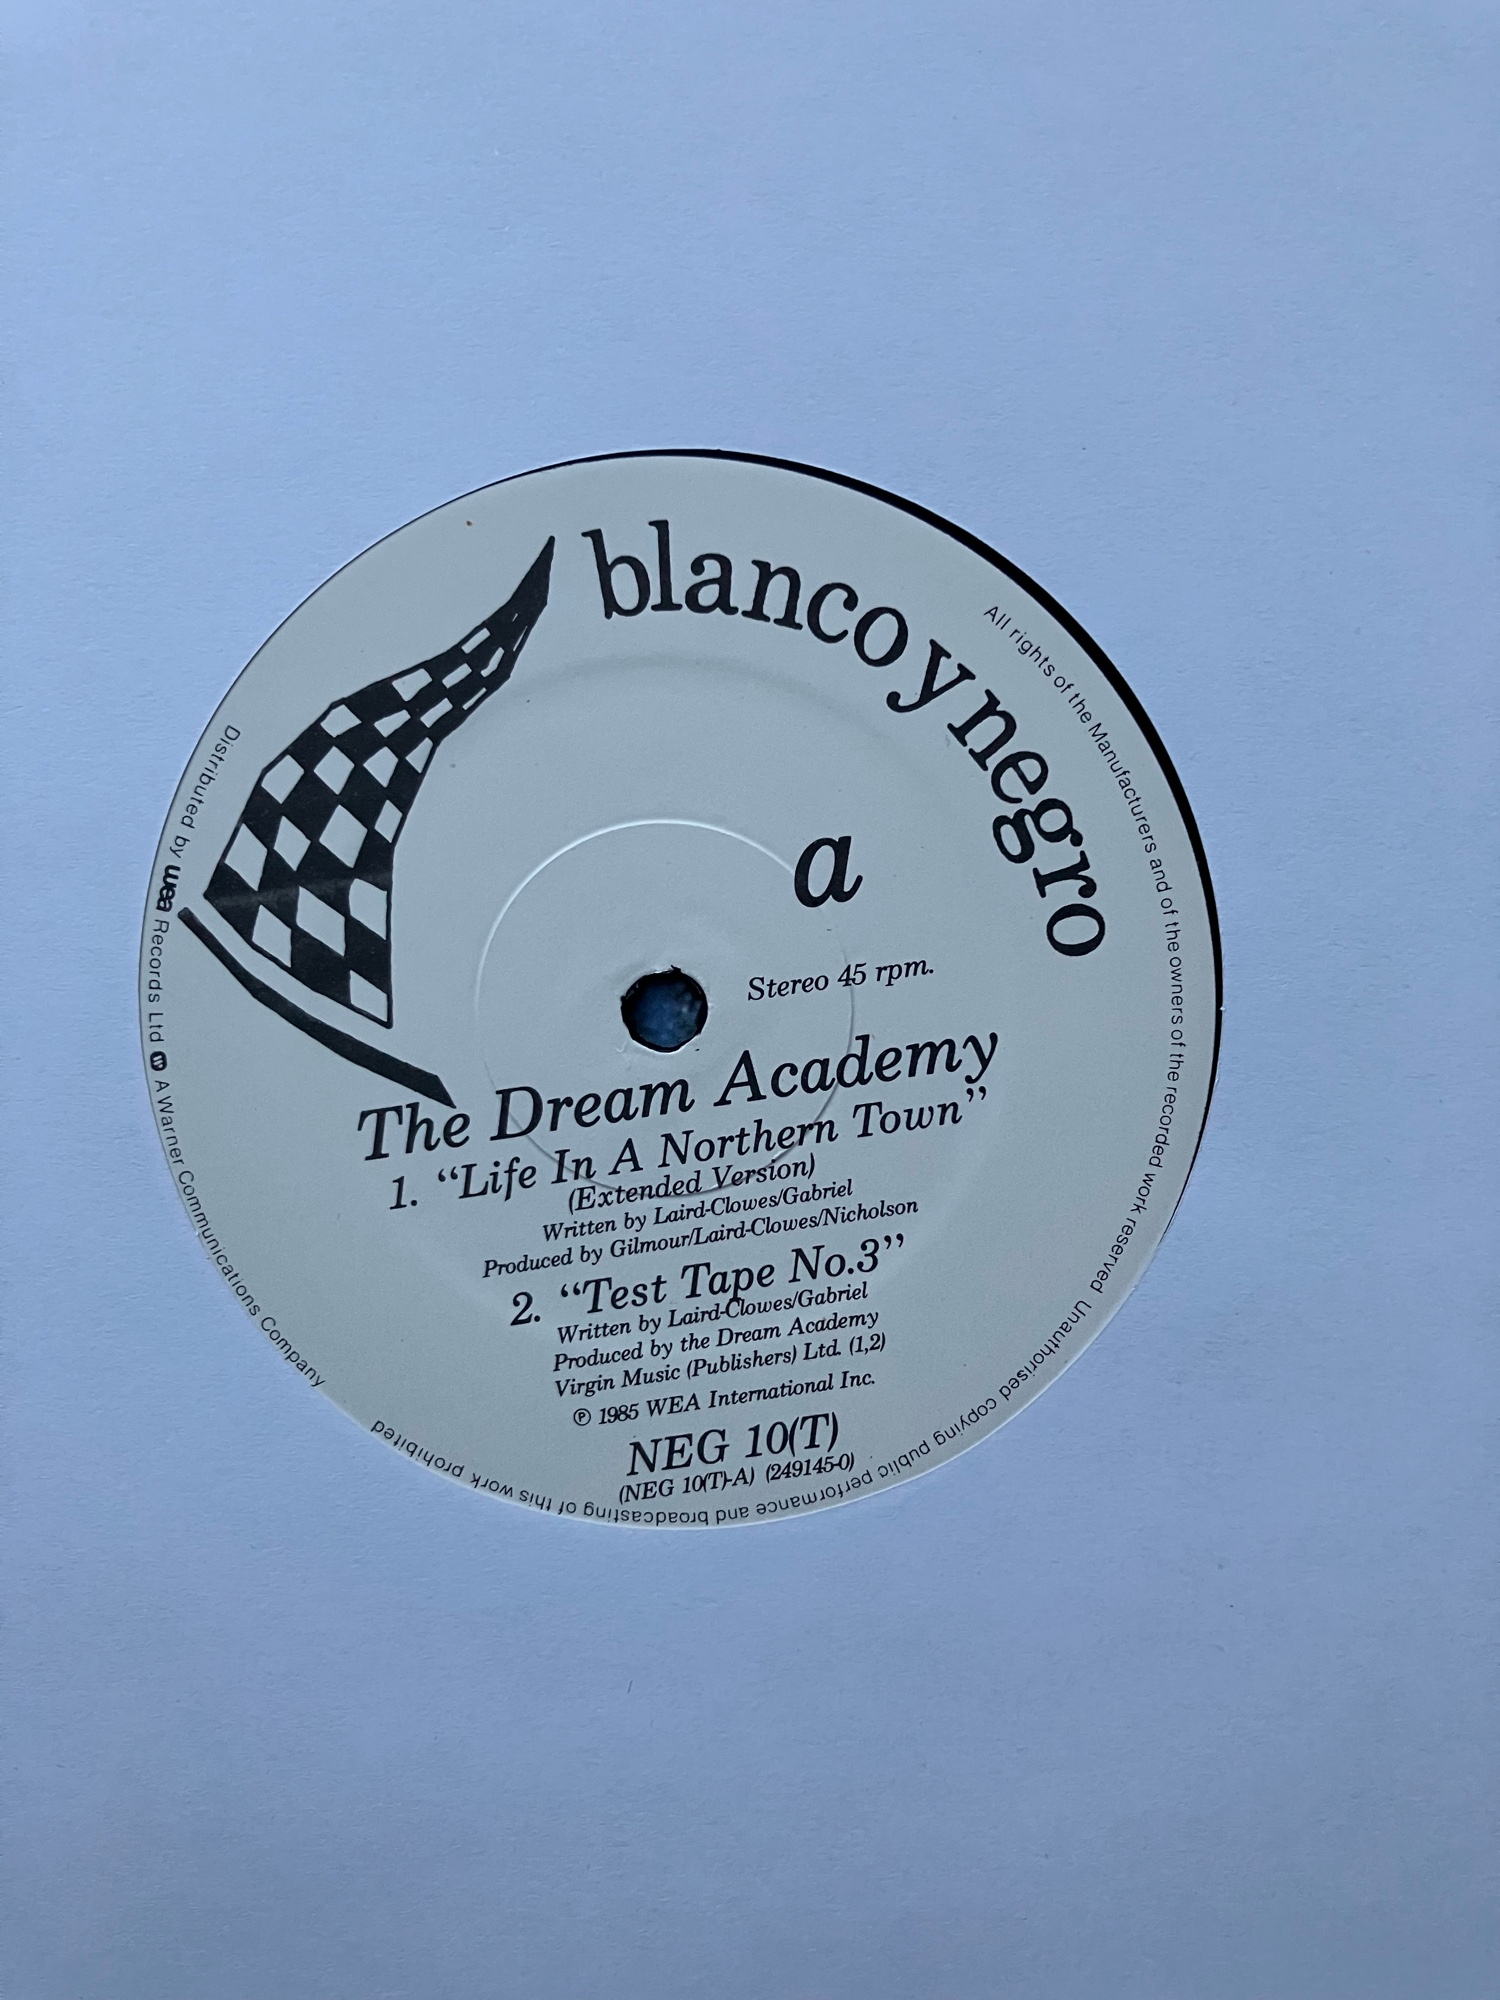 blanco y negro
a
Stereo 45 rpm.
The Dream Academy
1. “Life In A Northern Town”
(Extended Version)
Written by Laird-Clowes/Gabriel
Produced by Gilmour/Laird-Clowes/Nicholson
2. “Test Tape No.3”
Written by Laird-Clowes/Gabriel
Produced by the Dream Academy
Virgin Music (Publishers) Ltd. (1,2)
℗ 1985 WEA International Inc.
NEG 10(T)
(NEG 10(T)-A) (249145-0)
All rights of the Manufacturers and of the owners of the recorded work reserved Unauthorised copying public performance and broadcasting of this work prohibited
Distributed by wea Records Ltd A Warner Communications Company